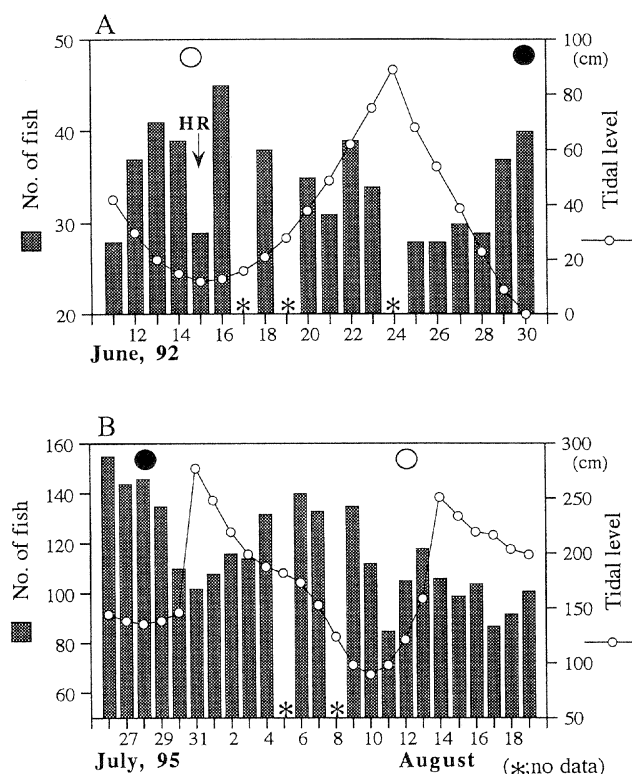 A
50
40
30
20
No. of fish
HR
* * *
12 14 16 18 20 22 24 26 28 30
June, 92
100
(cm)
80
60
40
20
0
Tidal level
B
160
140
120
100
80
60
No. of fish
* *
27 29 31 2 4 6 8 10 12 14 16 18
July, 95 August
300
(cm)
250
200
150
100
50
Tidal level
(*;no data)